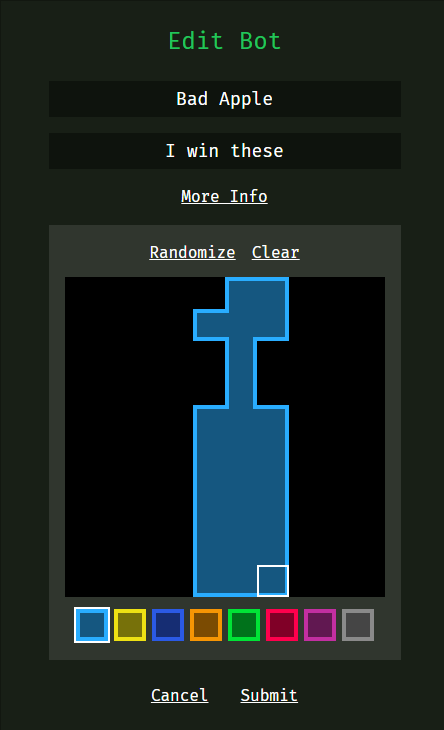 Edit Bot
Bad Apple
I win these
More Info
Randomize Clear
Cancel Submit